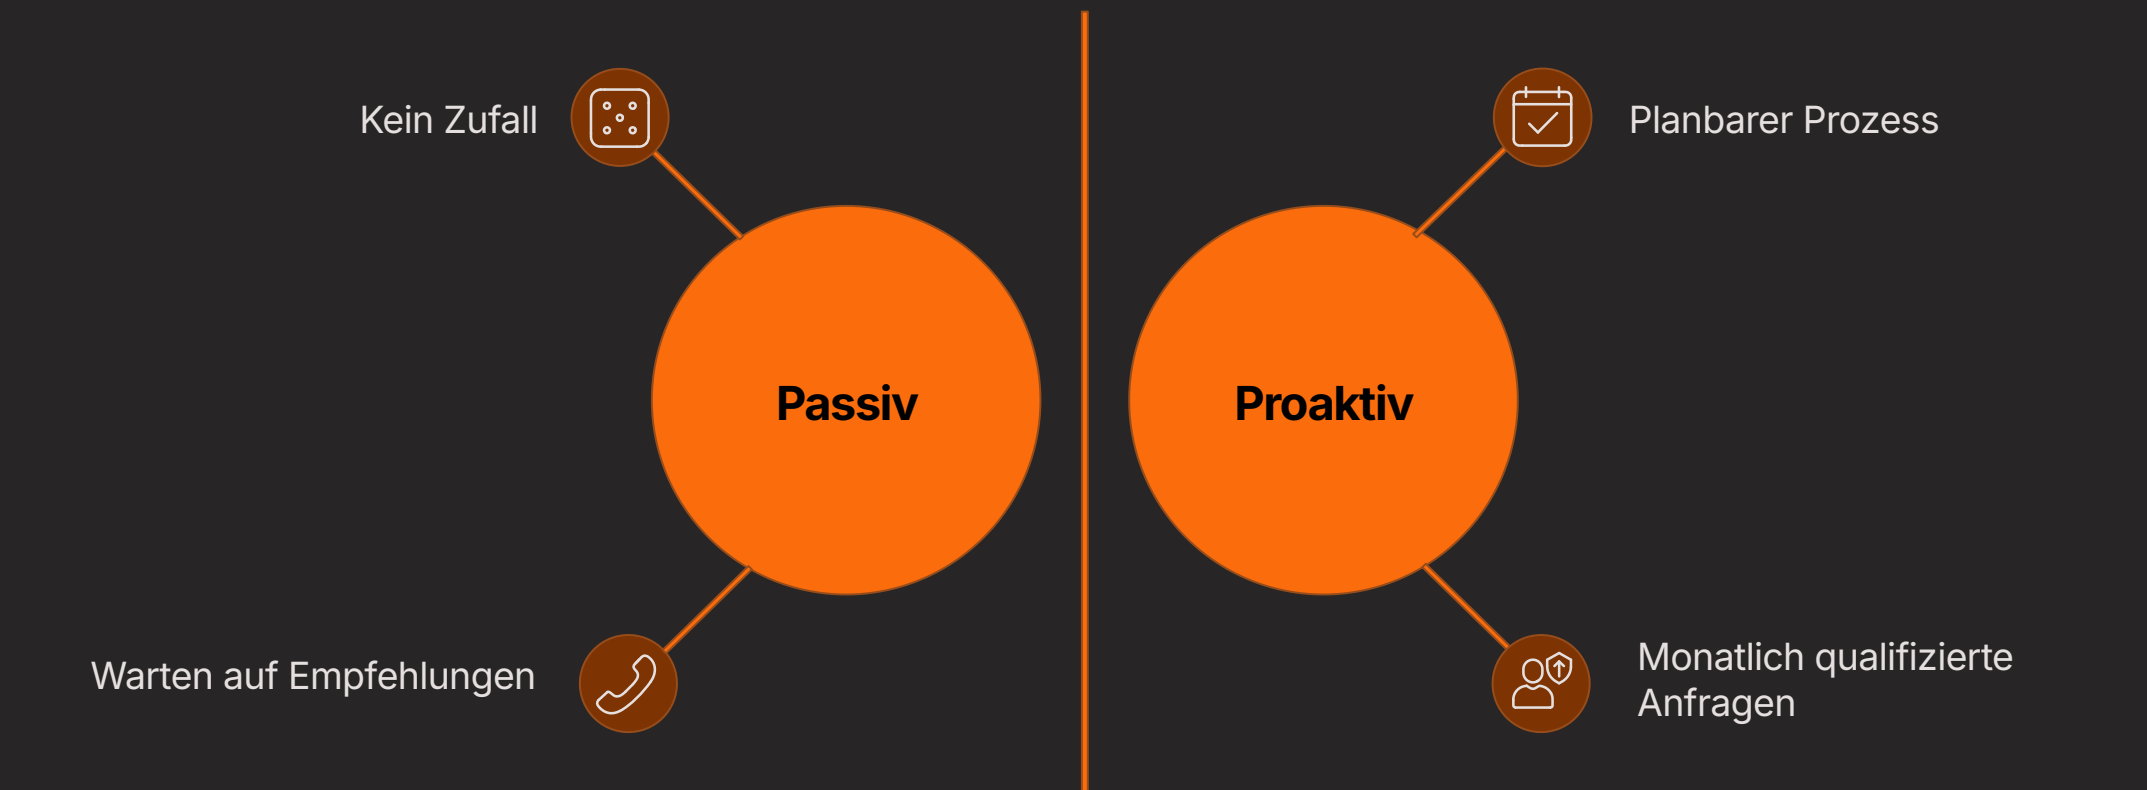 Kein Zufall
Planbarer Prozess
Passiv
Proaktiv
Warten auf Empfehlungen
Monatlich qualifizierte
Anfragen